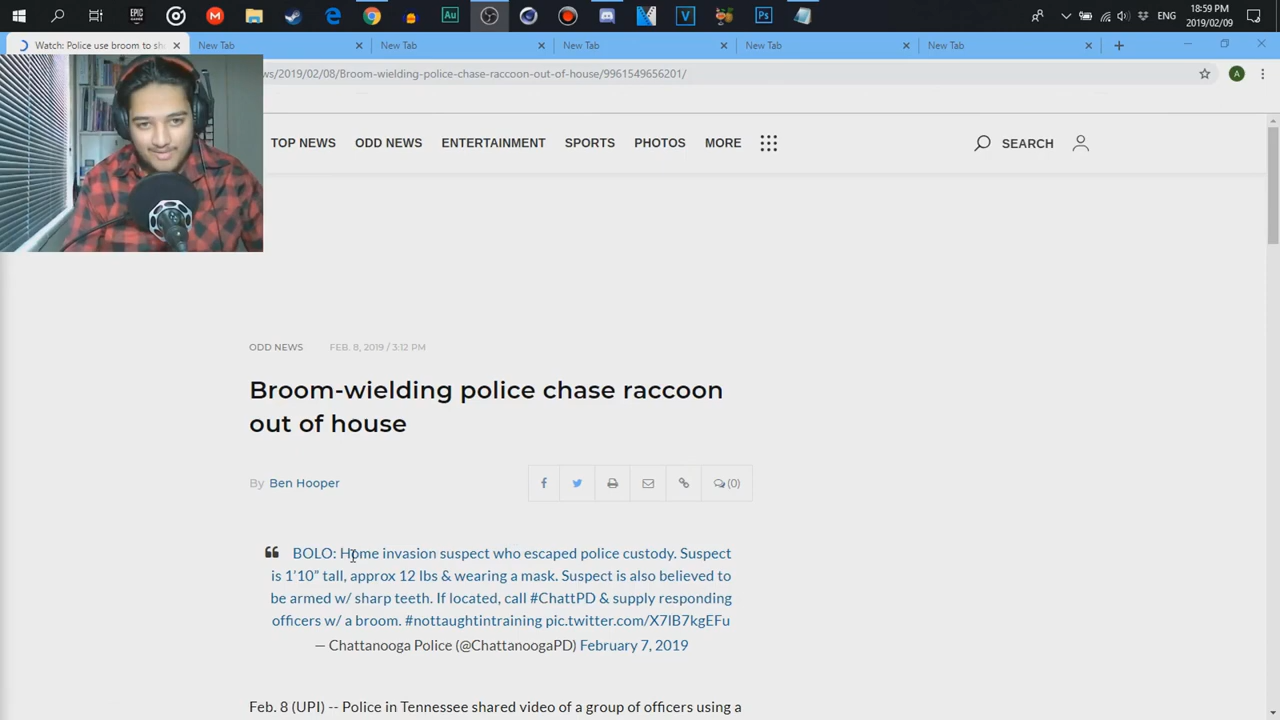 18:59
ENG
2019/02/09
Watch: Police use broom to sh
New Tab
New Tab
New Tab
New Tab
New Tab
ws/2019/02/08/Broom-wielding-police-chase-raccoon-out-of-house/9961549656201/
A
TOP NEWS ODD NEWS ENTERTAINMENT SPORTS PHOTOS MORE SEARCH
ODD NEWS FEB. 8, 2019 / 3:12 PM
Broom-wielding police chase raccoon
out of house
By Ben Hooper
(0)
BOLO: Home invasion suspect who escaped police custody. Suspect
is 1'10” tall, approx 12 lbs & wearing a mask. Suspect is also believed to
be armed w/ sharp teeth. If located, call #ChattPD & supply responding
officers w/ a broom. #nottaughtintraining pic.twitter.com/X7lB7kgEFu
— Chattanooga Police (@ChattanoogaPD) February 7, 2019
Feb. 8 (UPI) -- Police in Tennessee shared video of a group of officers using a